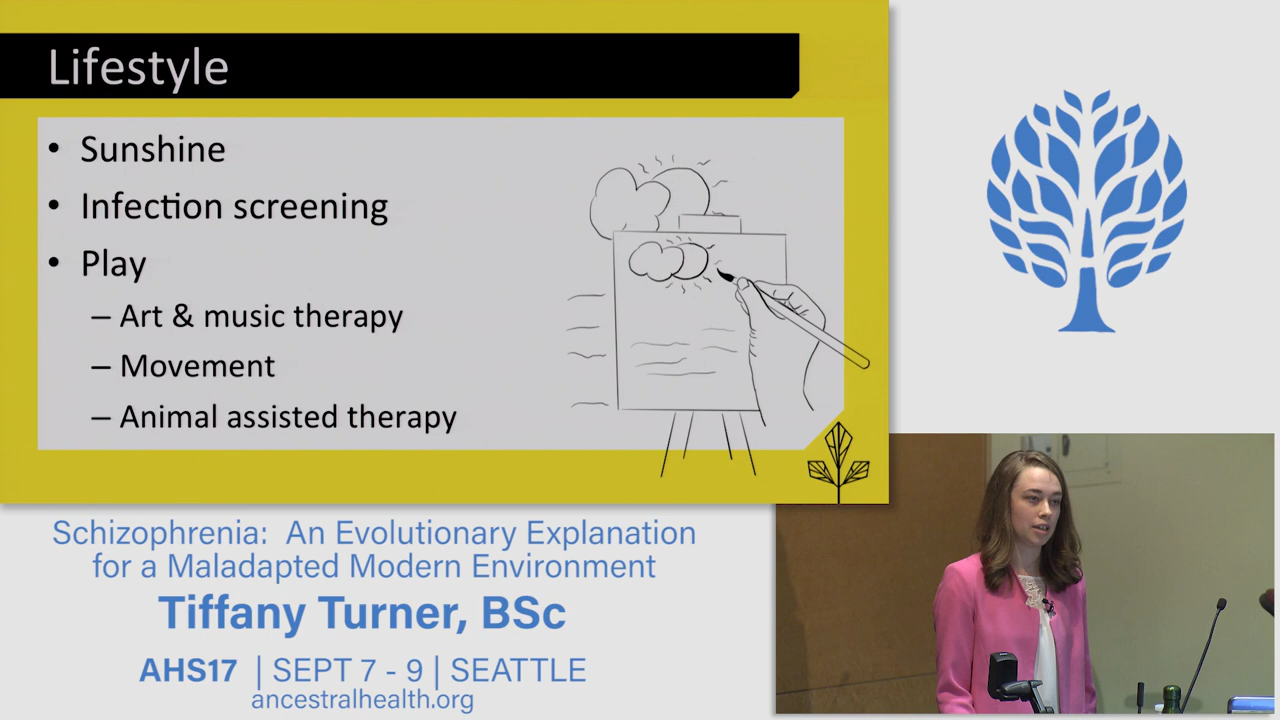 Lifestyle
• Sunshine
• Infection screening
• Play
– Art & music therapy
– Movement
– Animal assisted therapy
Schizophrenia: An Evolutionary Explanation
for a Maladapted Modern Environment
Tiffany Turner, BSc
AHS17 | SEPT 7 - 9 | SEATTLE
ancestralhealth.org